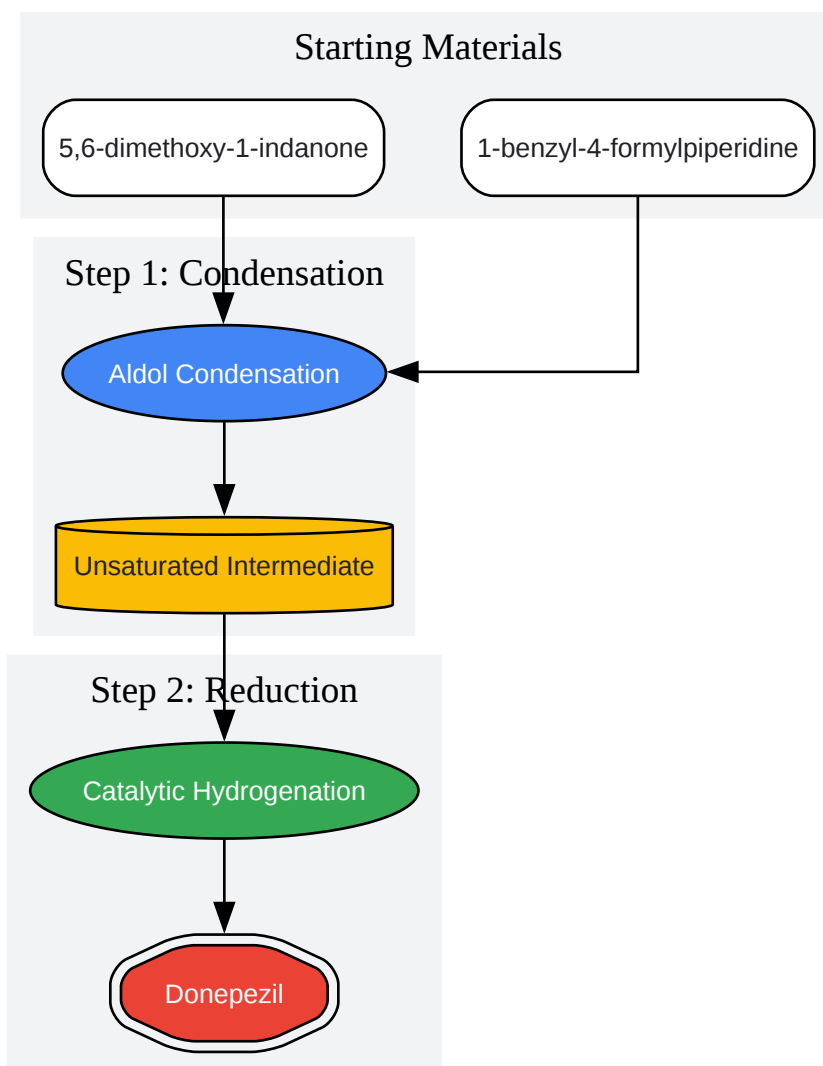 Starting Materials
5,6-dimethoxy-1-indanone
1-benzyl-4-formylpiperidine
Step 1: Condensation
Aldol Condensation
Unsaturated Intermediate
Step 2: Reduction
Catalytic Hydrogenation
Donepezil